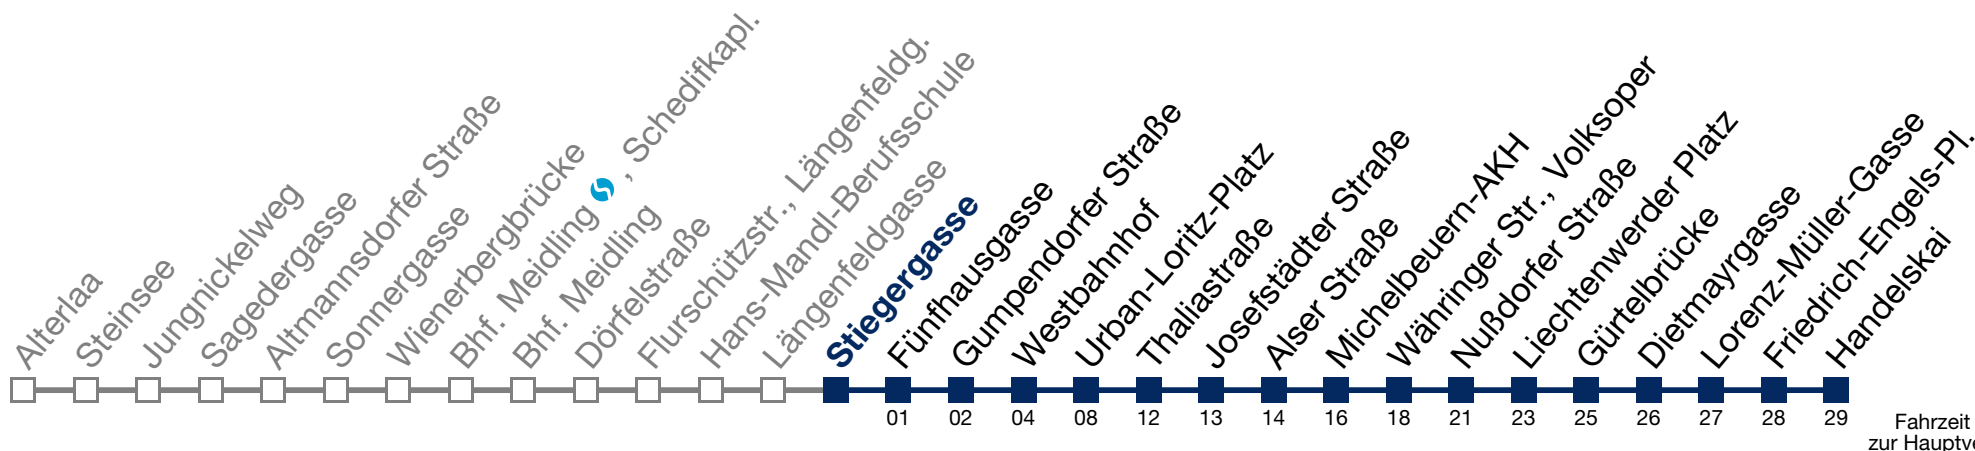 Alterlaa
Steinsee
Jungnickelweg
Sagedergasse
Altmannsdorfer Straße
Sonnergasse
Wienerbergbrücke
Bhf. Meidling , Schedifkapl.
Bhf. Meidling
Dörfelstraße
Flurschützstr., Längenfeldg.
Hans-Mandl-Berufsschule
Längenfeldgasse
Stiegergasse
Fünfhausgasse
Gumpendorfer Straße
Westbahnhof
Urban-Loritz-Platz
Thaliastraße
Josefstädter Straße
Alser Straße
Michelbeuern-AKH
Währinger Str., Volksoper
Nußdorfer Straße
Liechtenwerder Platz
Gürtelbrücke
Dietmayrgasse
Lorenz-Müller-Gasse
Friedrich-Engels-Pl.
Handelskai
01 02 04 08 12 13 14 16 18 21 23 25 26 27 28 29
Fahrzeit
zur Hauptve